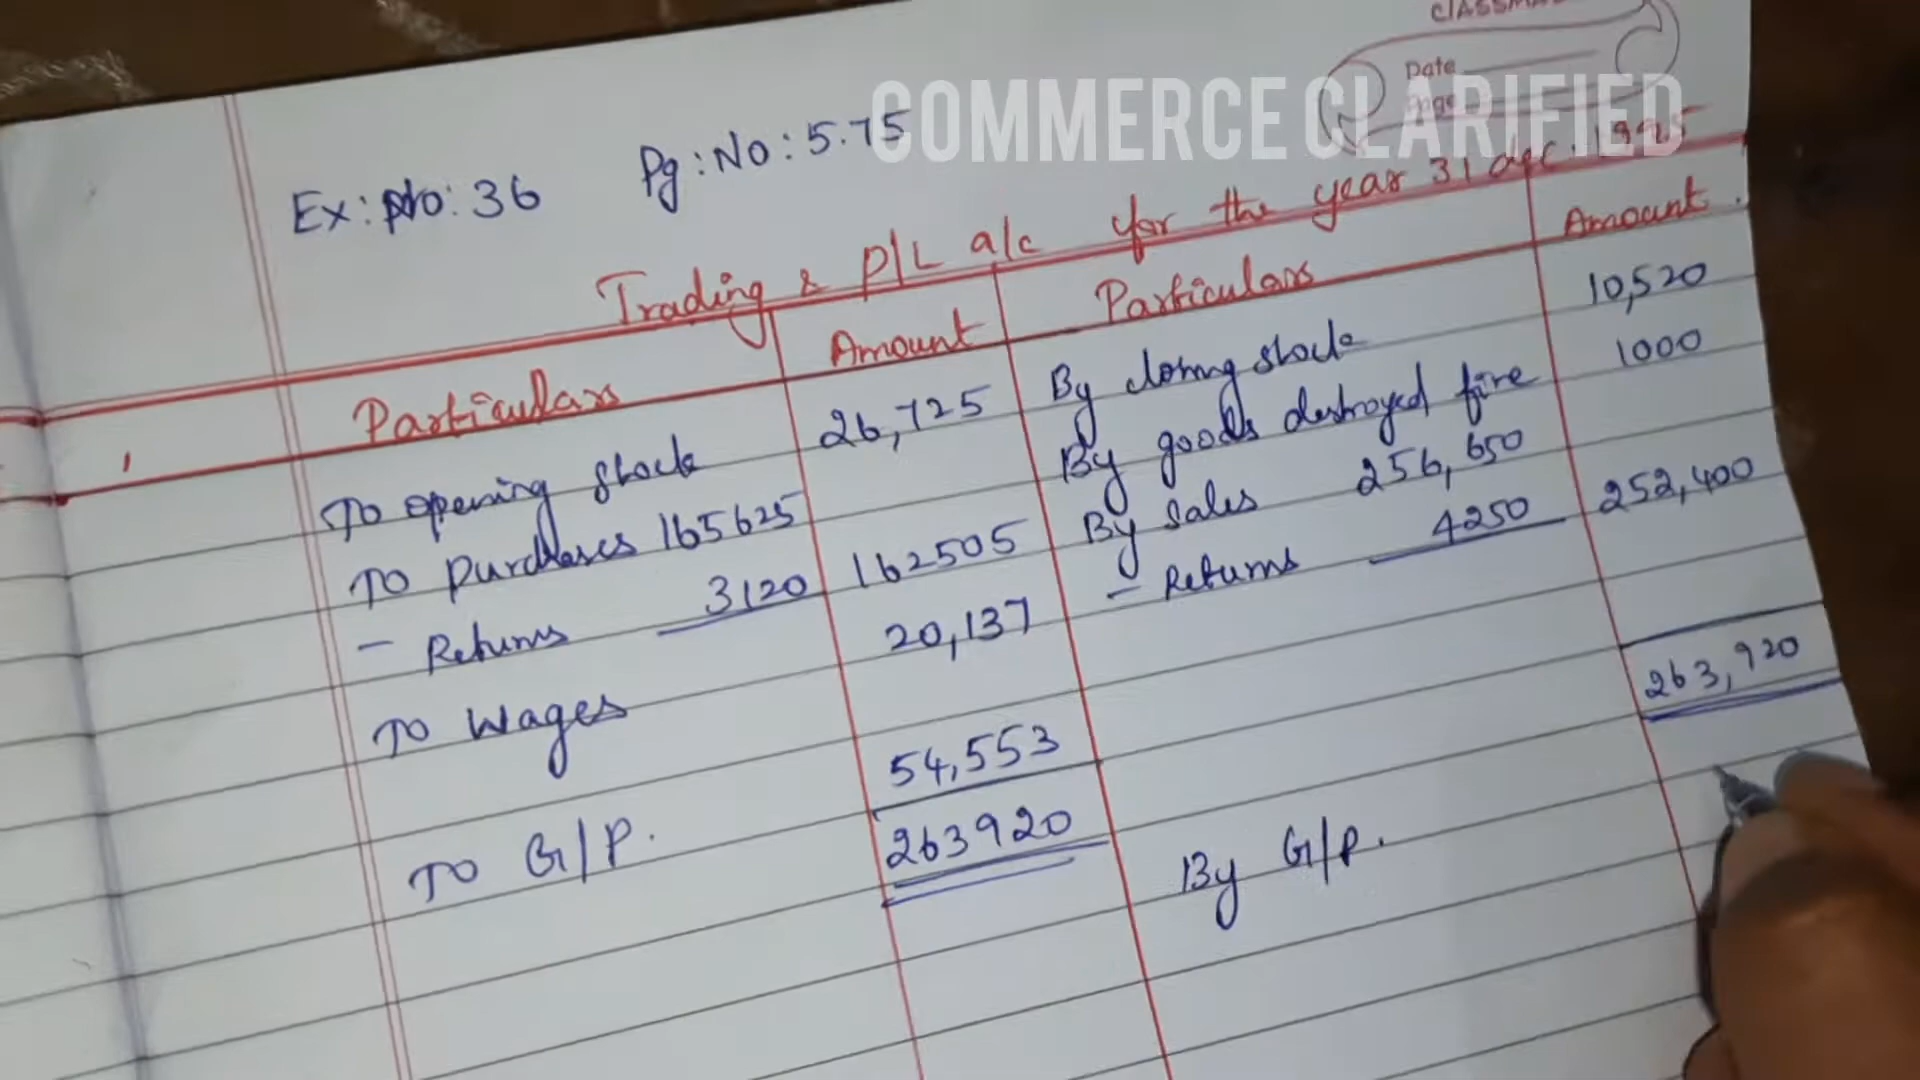 CLASSMATE
Date
Page
COMMERCE CLARIFIED
Ex: No: 36 Pg: No: 5.75
Trading & P/L a/c for the year 31 dec 1995
Particulars Amount Particulars Amount
To opening stock 26,725 By closing stock 10,520
To purchases 165625 By goods destroyed fire 1000
- Returns 3120 162505 By sales 256,650
To Wages 20,137 - Returns 4250 252,400
To G/P. 54,553
263920 263,920
By G/P.